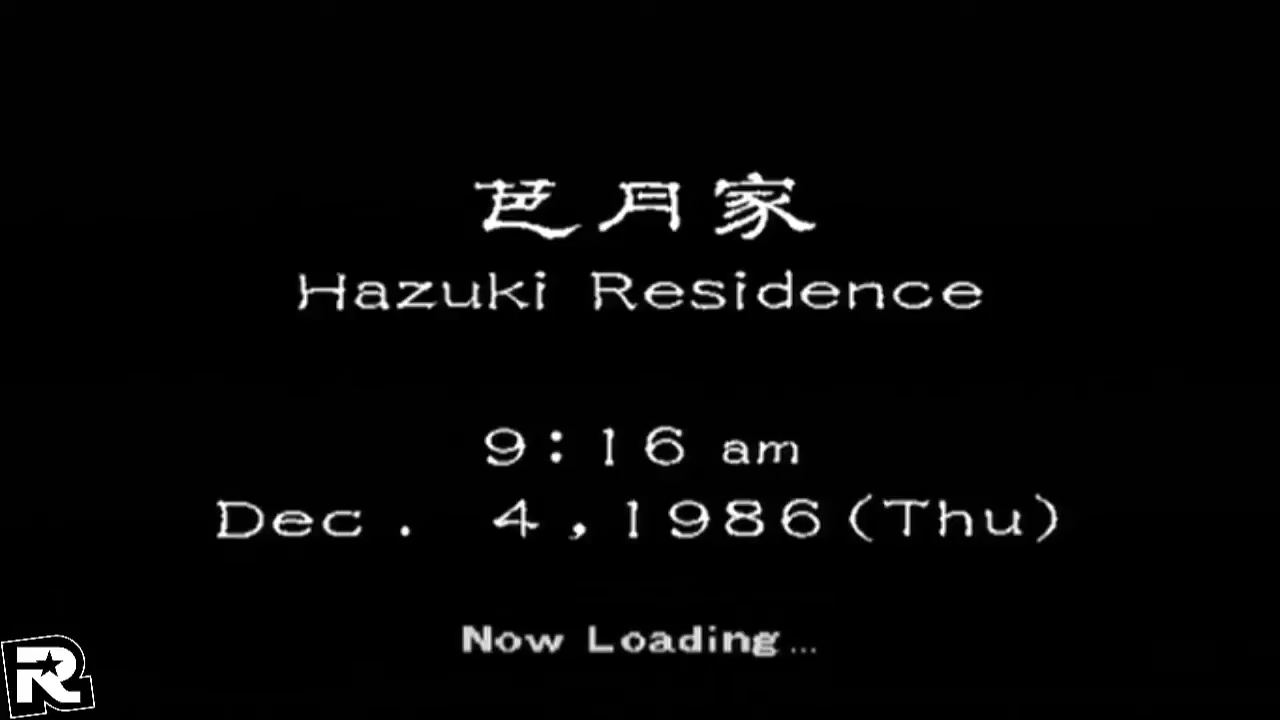 芭月家
Hazuki Residence
9:16 am
Dec. 4,1986(Thu)
Now Loading...
R